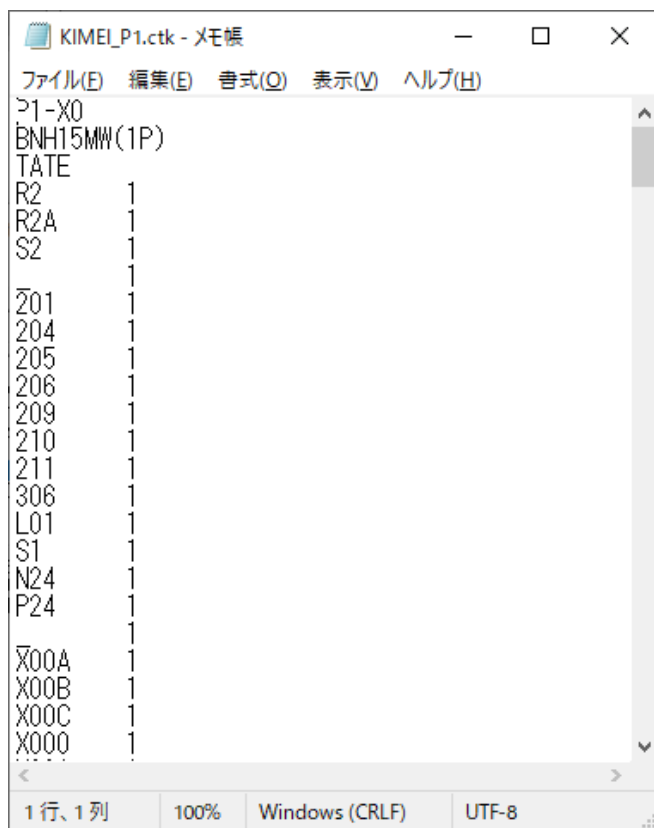 KIMEI_P1.ctk - メモ帳
ファイル(F) 編集(E) 書式(O) 表示(V) ヘルプ(H)
P1-X0
BNH15MW(1P)
TATE
R2 1
R2A 1
S2 1
_ 1
201 1
204 1
205 1
206 1
209 1
210 1
211 1
306 1
L01 1
S1 1
N24 1
P24 1
_ 1
X00A 1
X00B 1
X00C 1
X000 1
1 行、1 列 100% Windows (CRLF) UTF-8